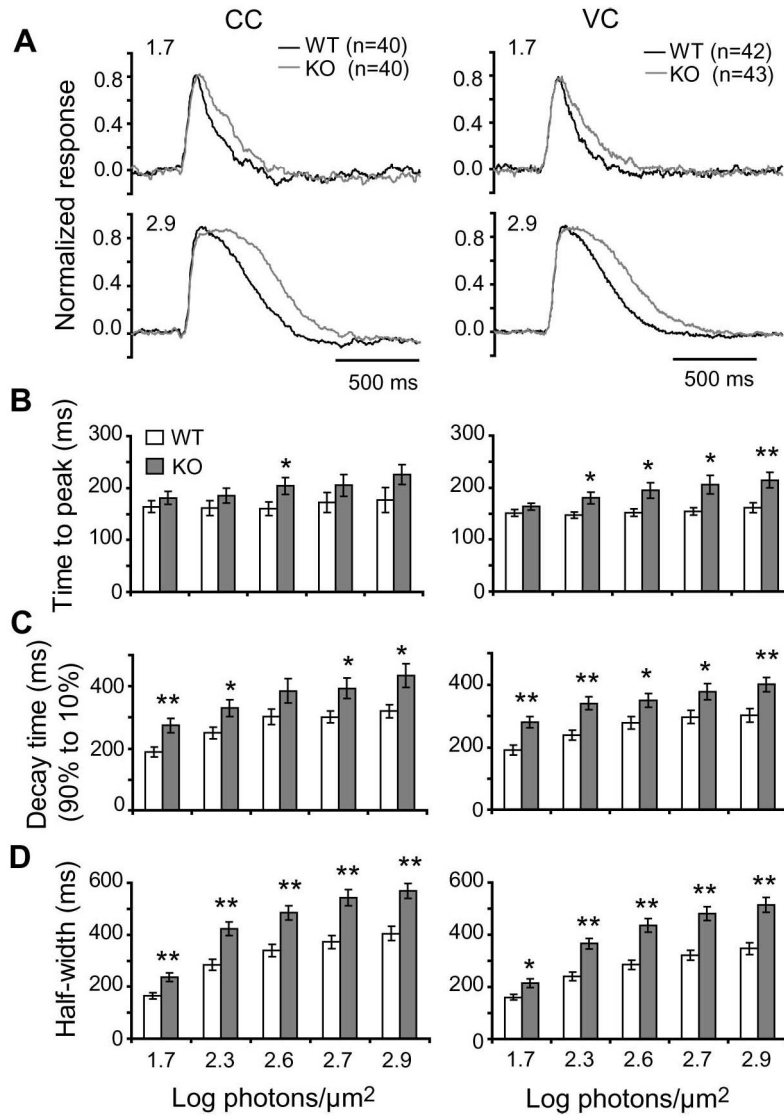 CC VC
A
1.7 WT (n=40) KO (n=40)
1.7 WT (n=42) KO (n=43)
Normalized response
0.8 0.4 0.0
0.8 0.4 0.0
2.9
0.8 0.4 0.0
2.9
0.8 0.4 0.0
500 ms 500 ms
B
Time to peak (ms)
300 200 100 0
WT
KO
*
300 200 100 0
* * * **
C
Decay time (ms)
(90% to 10%)
400 200 0
** * * *
400 200 0
** ** * * **
D
Half-width (ms)
600 400 200 0
** ** ** ** **
600 400 200 0
* ** ** ** **
1.7 2.3 2.6 2.7 2.9
1.7 2.3 2.6 2.7 2.9
Log photons/µm²
Log photons/µm²